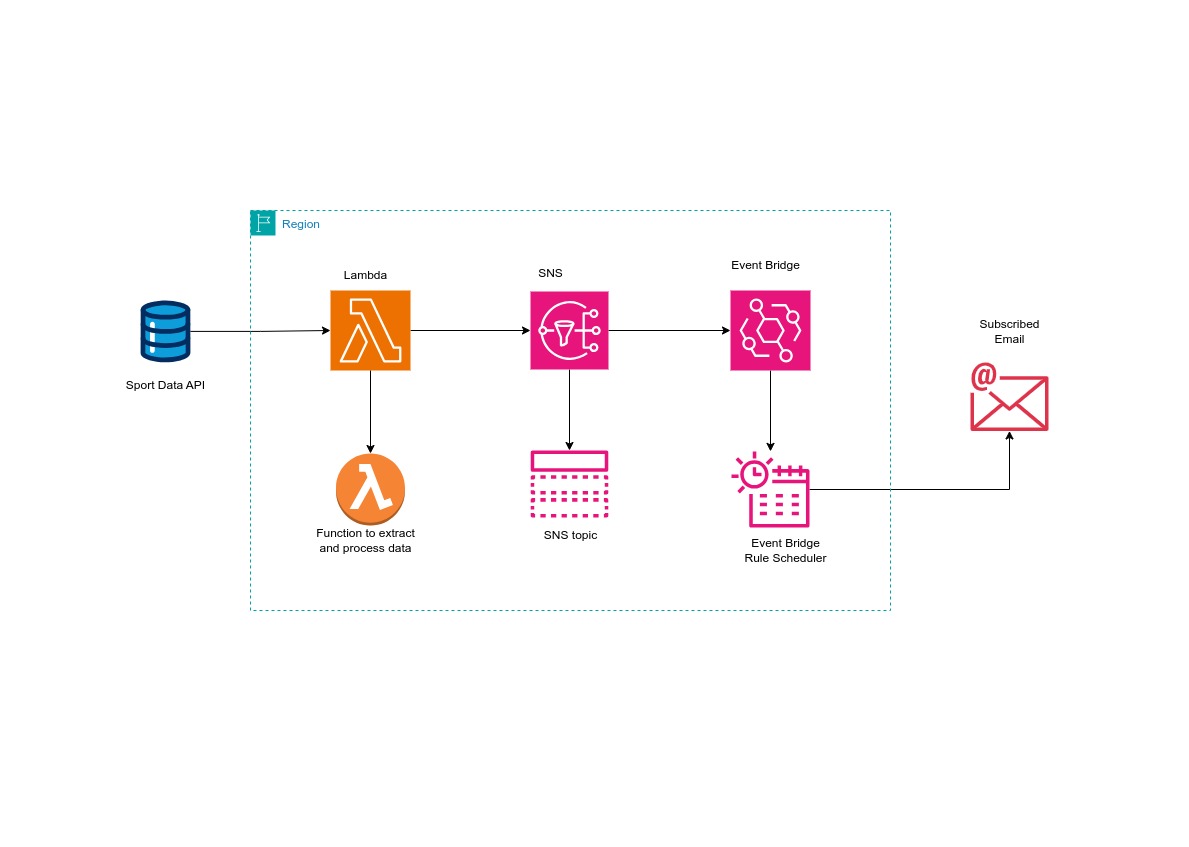 Region
Lambda
SNS
Event Bridge
Sport Data API
Subscribed
Email
@
Function to extract
and process data
SNS topic
Event Bridge
Rule Scheduler